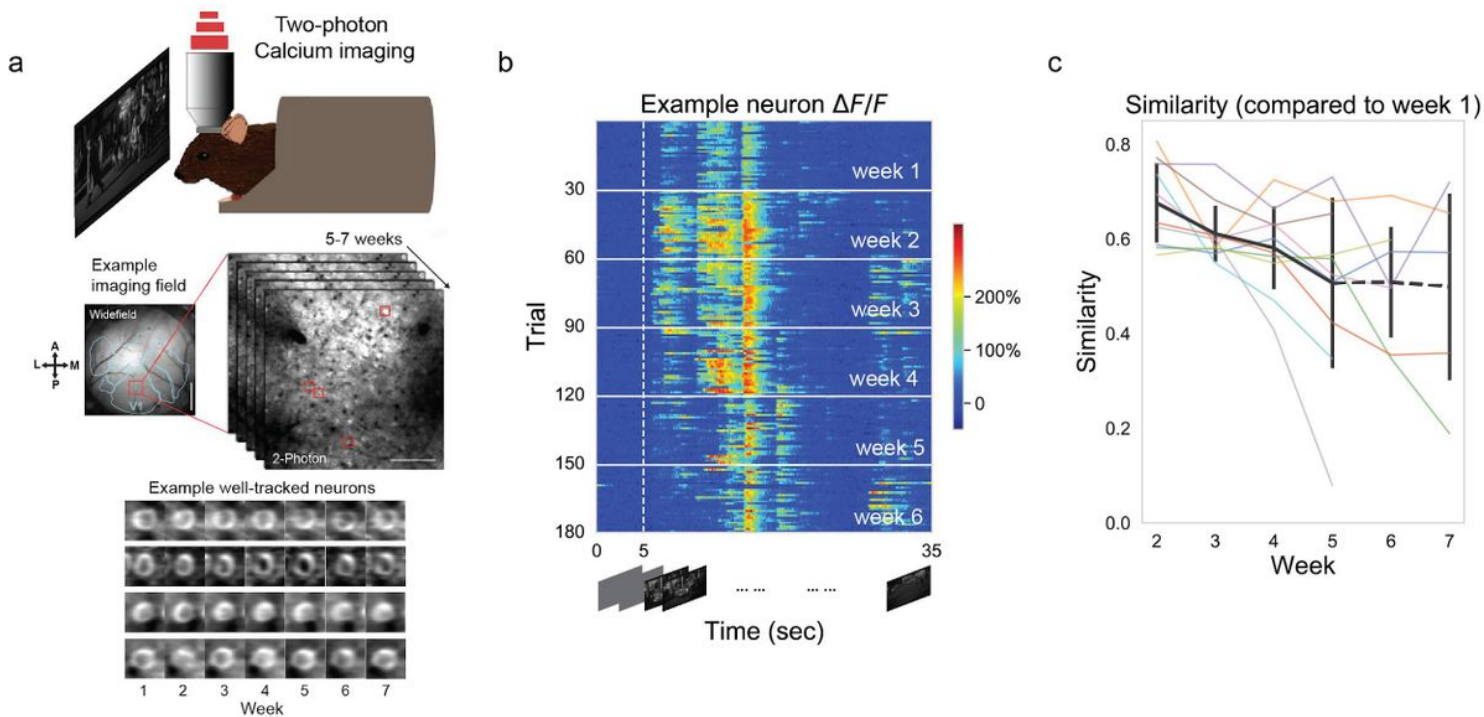 a
Two-photon
Calcium imaging
5-7 weeks
Example
imaging field
Widefield
A
L
M
P
V1
2-Photon
Example well-tracked neurons
1 2 3 4 5 6 7
Week
b
Example neuron ΔF/F
Trial
30
60
90
120
150
180
week 1
week 2
week 3
week 4
week 5
week 6
200%
100%
0
0 5 35
... ... ... ...
Time (sec)
c
Similarity (compared to week 1)
Similarity
0.8
0.6
0.4
0.2
0.0
2 3 4 5 6 7
Week